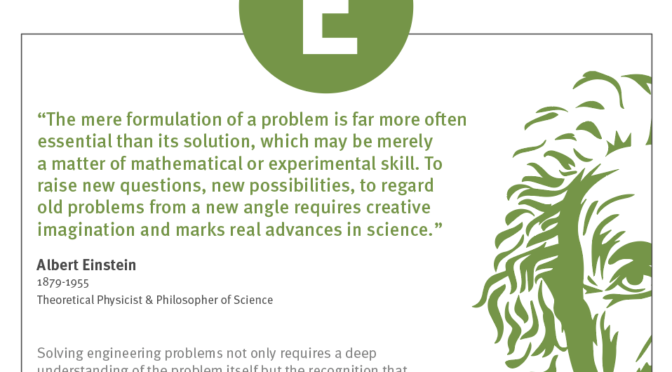 E
“The mere formulation of a problem is far more often
essential than its solution, which may be merely
a matter of mathematical or experimental skill. To
raise new questions, new possibilities, to regard
old problems from a new angle requires creative
imagination and marks real advances in science.”
Albert Einstein
1879-1955
Theoretical Physicist & Philosopher of Science
Solving engineering problems not only requires a deep
understanding of the problem itself but the recognition that